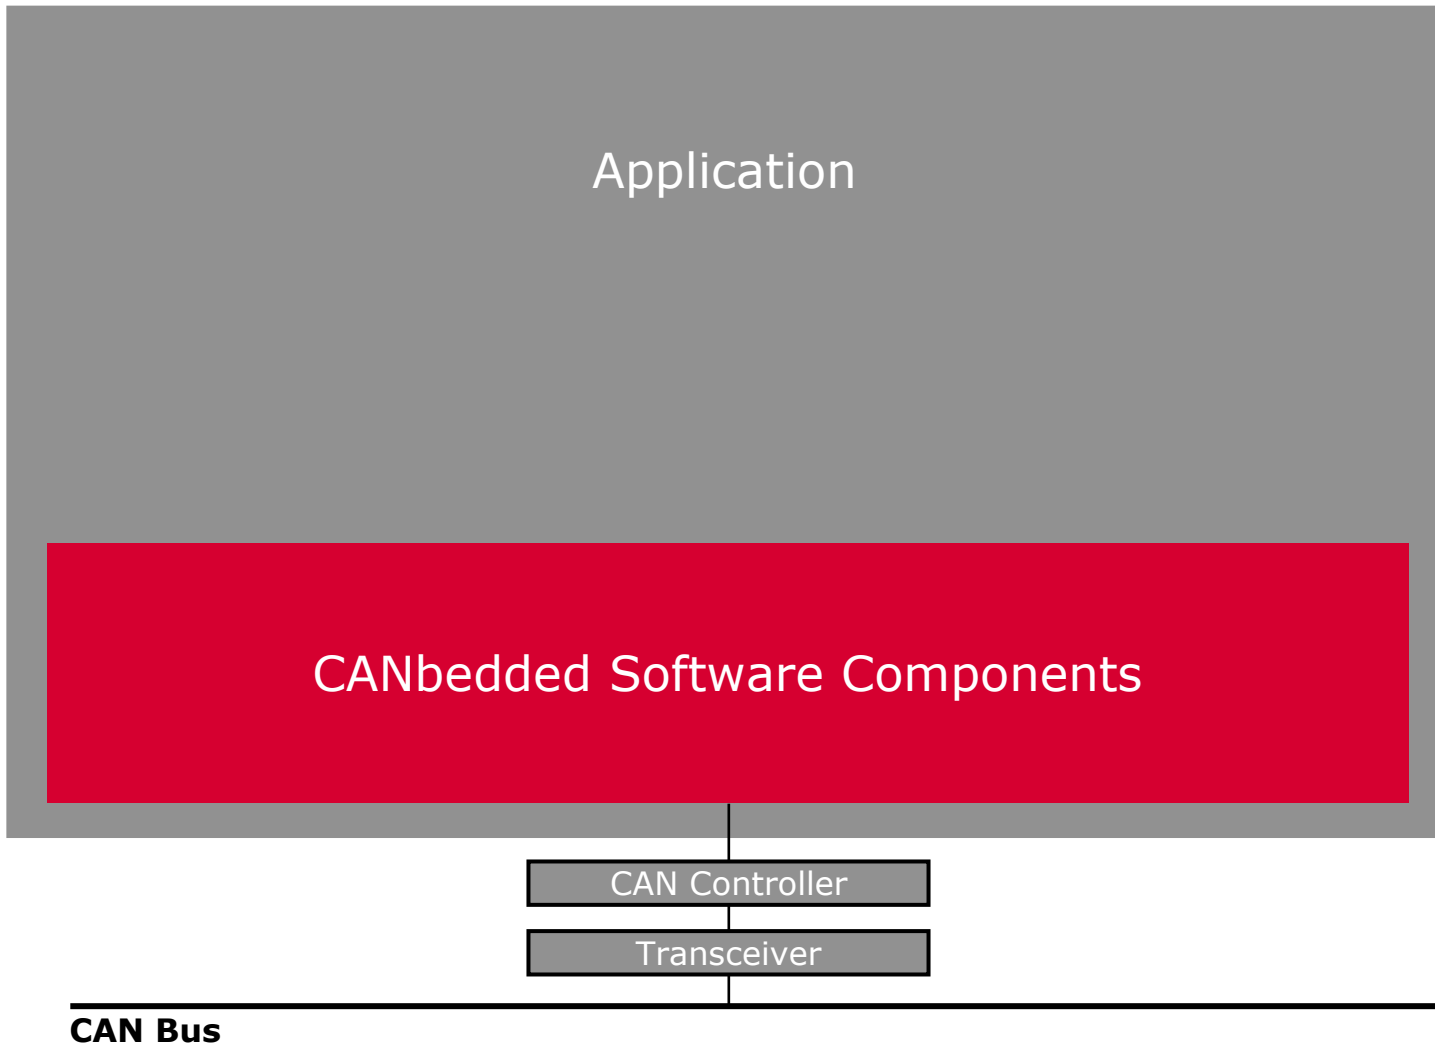 Application
CANbedded Software Components
CAN Controller
Transceiver
CAN Bus